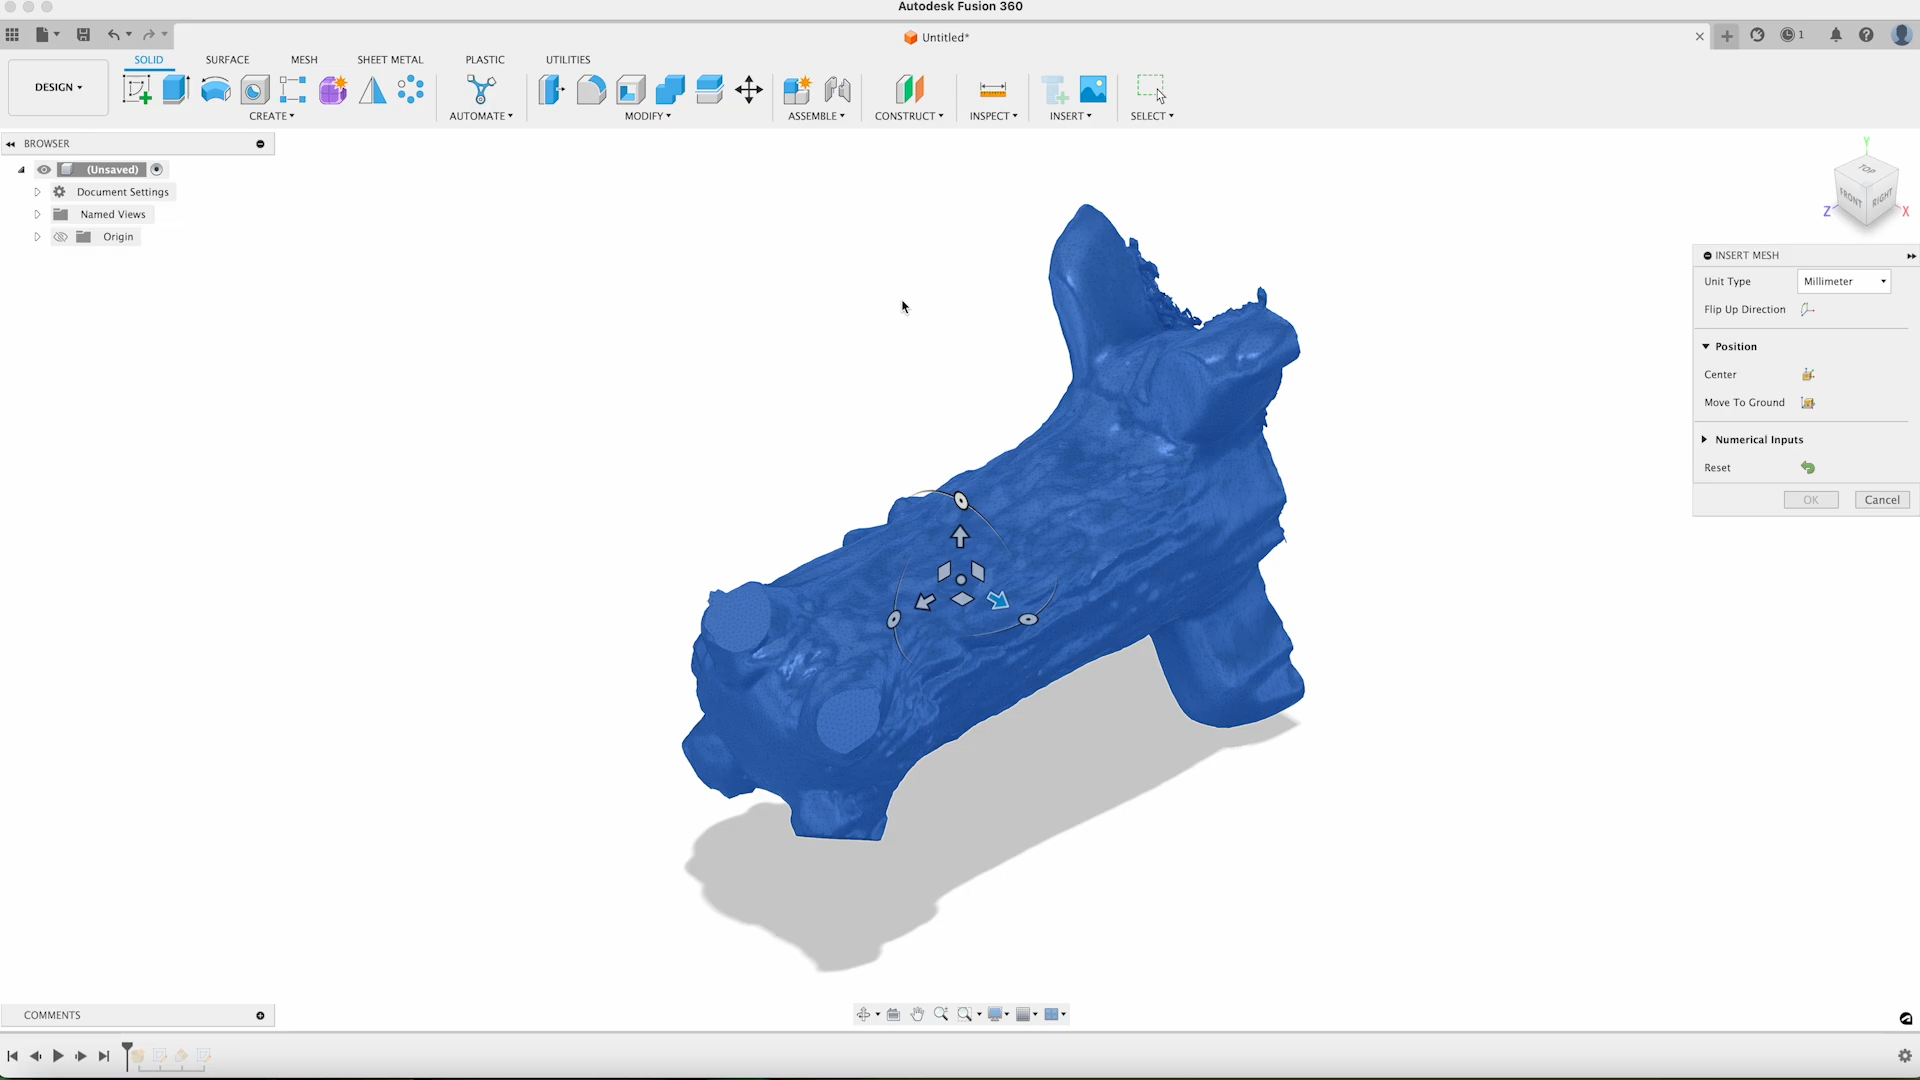 Autodesk Fusion 360
Untitled*
1
SOLID
SURFACE
MESH
SHEET METAL
PLASTIC
UTILITIES
DESIGN
CREATE
AUTOMATE
MODIFY
ASSEMBLE
CONSTRUCT
INSPECT
INSERT
SELECT
BROWSER
(Unsaved)
Document Settings
Named Views
Origin
Y
TOP
FRONT
RIGHT
Z
X
INSERT MESH
Unit Type
Millimeter
Flip Up Direction
Position
Center
Move To Ground
Numerical Inputs
Reset
OK
Cancel
COMMENTS